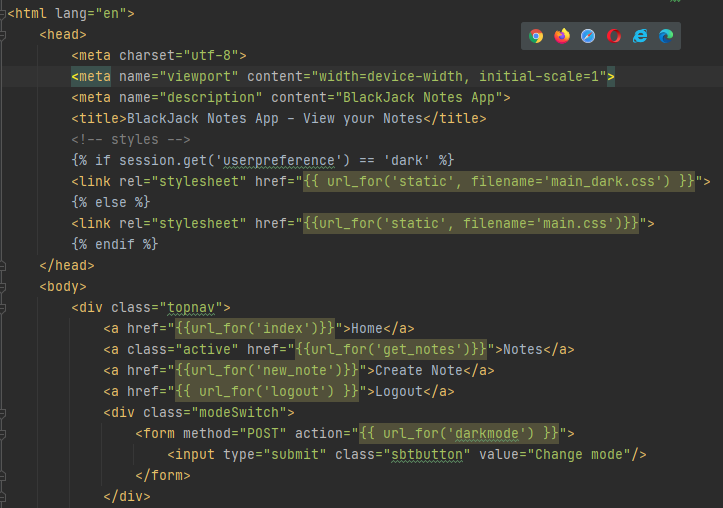 <html lang="en">
<head>
<meta charset="utf-8">
<meta name="viewport" content="width=device-width, initial-scale=1">
<meta name="description" content="BlackJack Notes App">
<title>BlackJack Notes App - View your Notes</title>
<!-- styles -->
{% if session.get('userpreference') == 'dark' %}
<link rel="stylesheet" href="{{ url_for('static', filename='main_dark.css') }}">
{% else %}
<link rel="stylesheet" href="{{url_for('static', filename='main.css')}}">
{% endif %}
</head>
<body>
<div class="topnav">
<a href="{{url_for('index')}}">Home</a>
<a class="active" href="{{url_for('get_notes')}}">Notes</a>
<a href="{{url_for('new_note')}}">Create Note</a>
<a href="{{ url_for('logout') }}">Logout</a>
<div class="modeSwitch">
<form method="POST" action="{{ url_for('darkmode') }}">
<input type="submit" class="sbtbutton" value="Change mode"/>
</form>
</div>